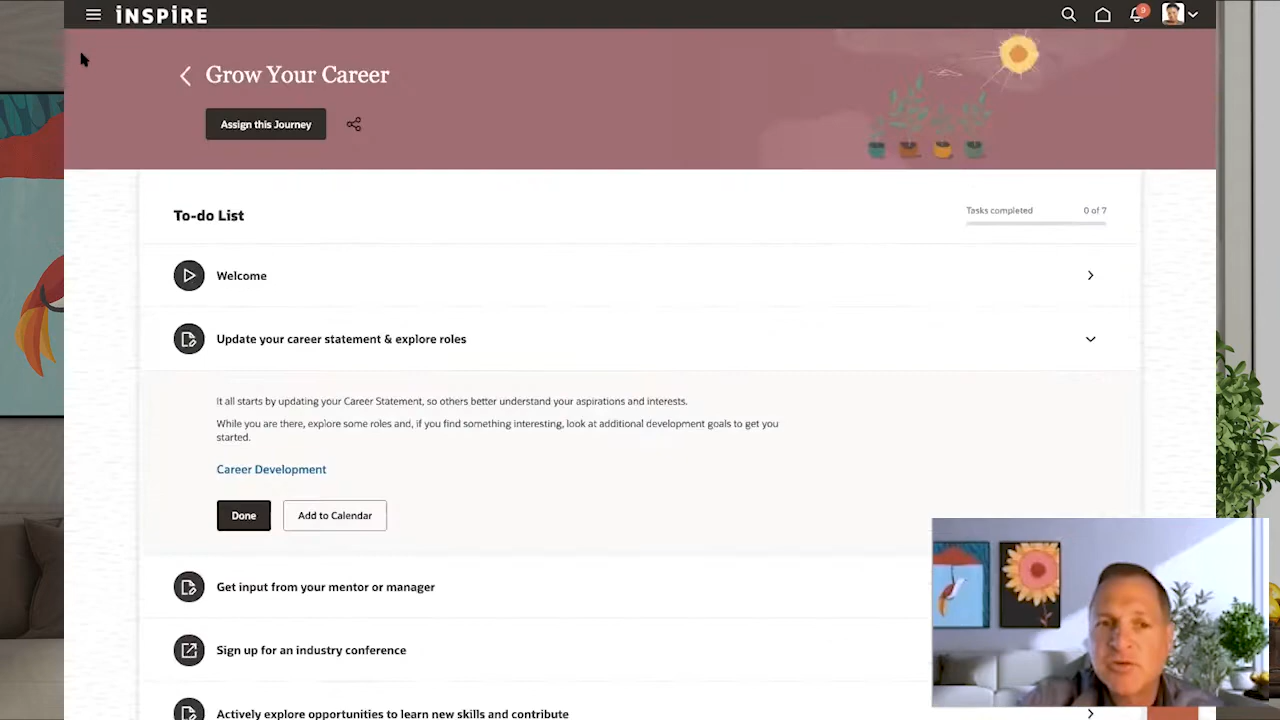 iNSPiRE
9
Grow Your Career
Assign this Journey
To-do List
Tasks completed 0 of 7
Welcome
Update your career statement & explore roles
It all starts by updating your Career Statement, so others better understand your aspirations and interests.
While you are there, explore some roles and, if you find something interesting, look at additional development goals to get you
started.
Career Development
Done Add to Calendar
Get input from your mentor or manager
Sign up for an industry conference
Actively explore opportunities to learn new skills and contribute